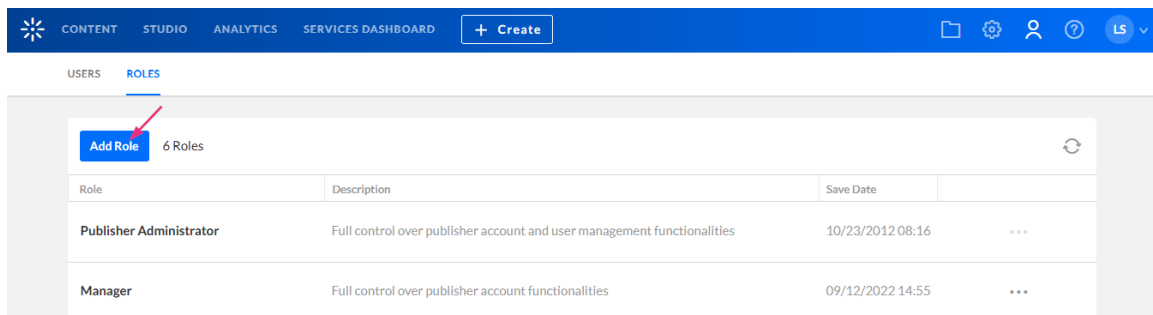 CONTENT STUDIO ANALYTICS SERVICES DASHBOARD + Create ? LS
USERS ROLES
Add Role 6 Roles
Role Description Save Date
Publisher Administrator Full control over publisher account and user management functionalities 10/23/2012 08:16 ...
Manager Full control over publisher account functionalities 09/12/2022 14:55 ...